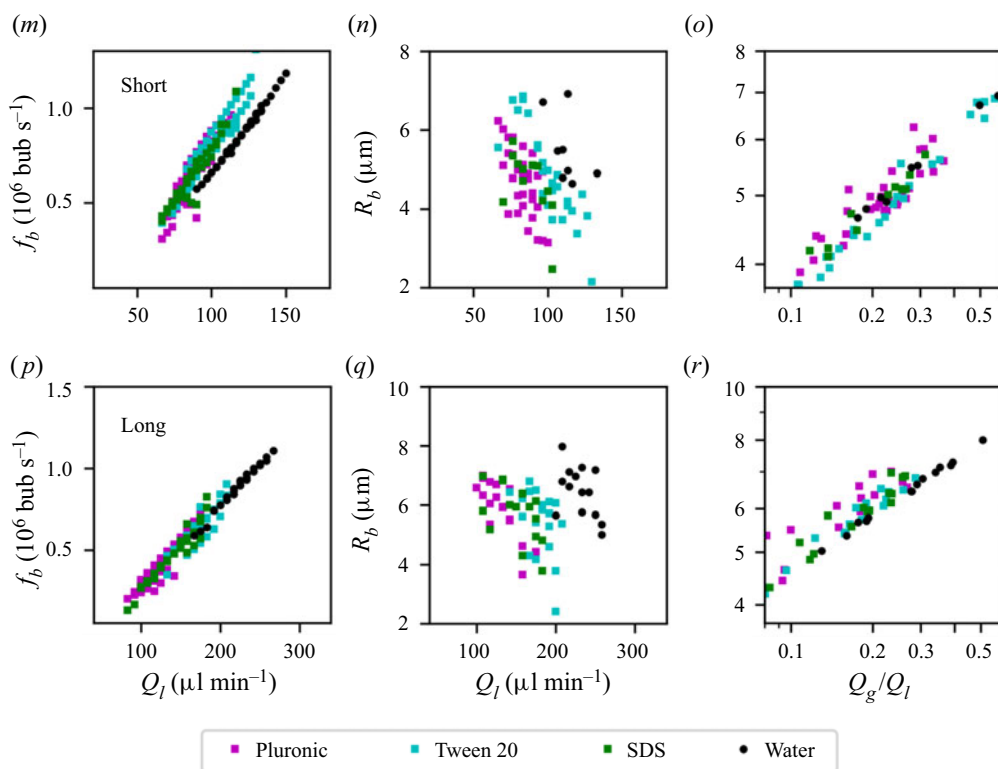 (m) (n) (o)
Short
f_b (10⁶ bub s⁻¹)
1.0
0.5
50 100 150
R_b (μm)
8
6
4
2
50 100 150
8
7
6
5
4
0.1 0.2 0.3 0.5
(p) (q) (r)
Long
f_b (10⁶ bub s⁻¹)
1.5
1.0
0.5
100 200 300
Q_l (μl min⁻¹)
R_b (μm)
10
8
6
4
2
100 200 300
Q_l (μl min⁻¹)
10
8
6
5
4
0.1 0.2 0.3 0.5
Q_g/Q_l
Pluronic Tween 20 SDS Water